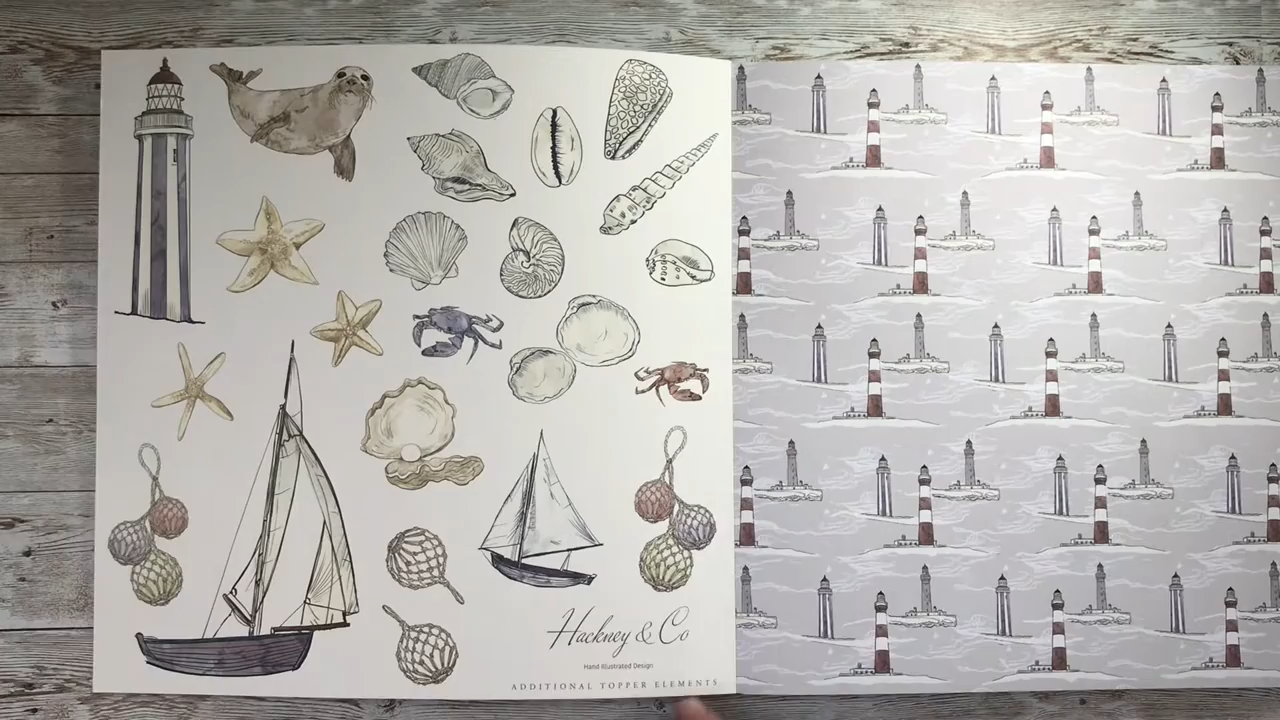 Hackney & Co
Hand Illustrated Design
ADDITIONAL TOPPER ELEMENTS